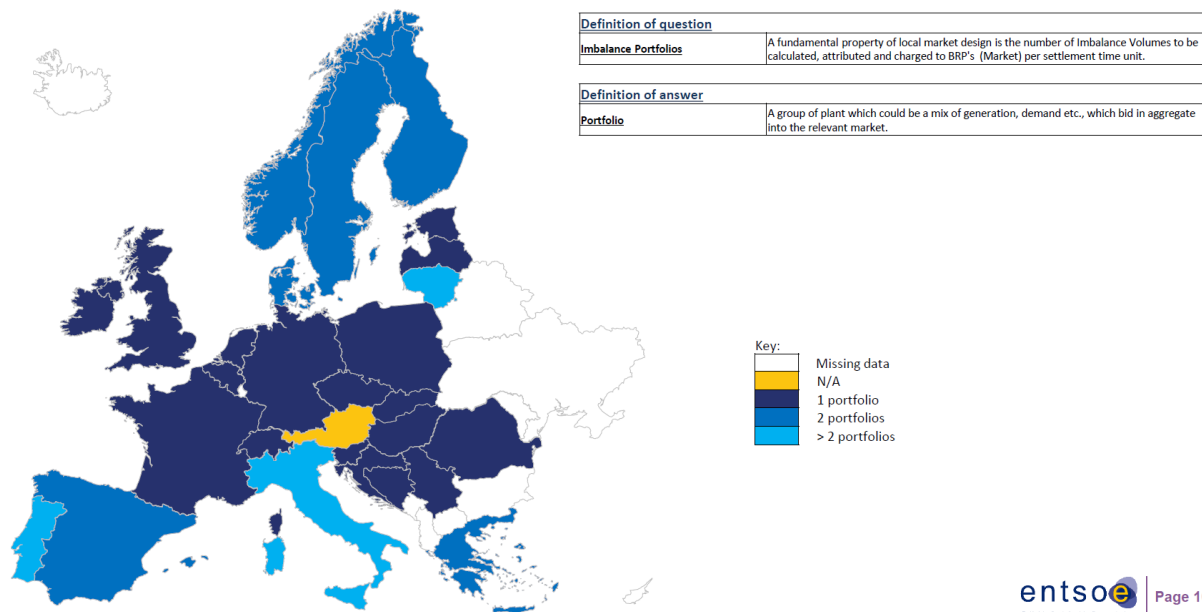 Definition of question
Imbalance Portfolios
A fundamental property of local market design is the number of Imbalance Volumes to be
calculated, attributed and charged to BRP's (Market) per settlement time unit.
Definition of answer
Portfolio
A group of plant which could be a mix of generation, demand etc., which bid in aggregate
into the relevant market.
Key:
Missing data
N/A
1 portfolio
2 portfolios
> 2 portfolios
entsoe
Page 1